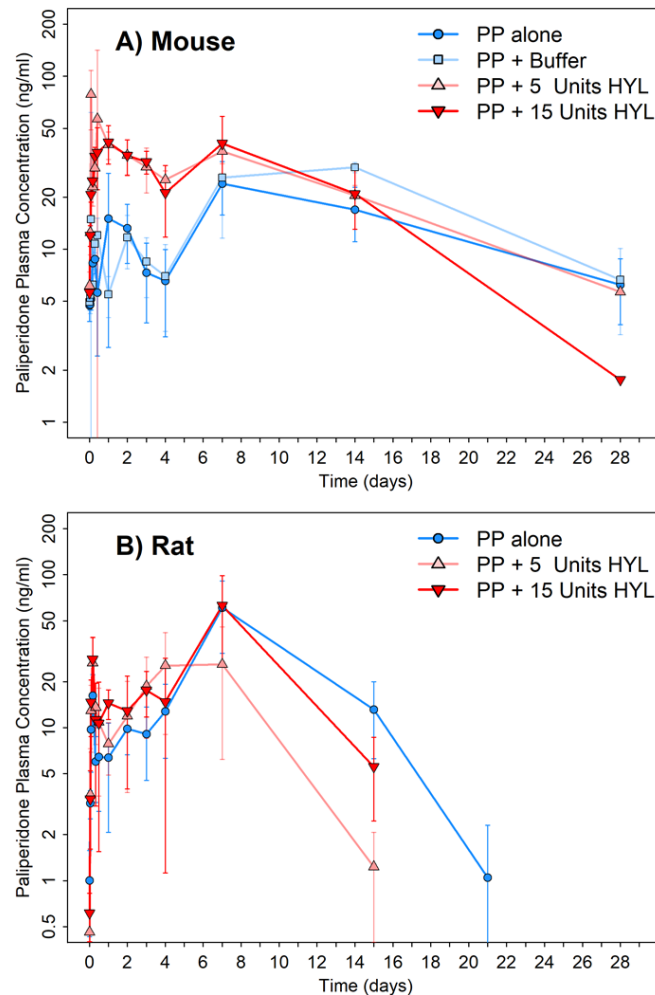 A) Mouse
PP alone
PP + Buffer
PP + 5 Units HYL
PP + 15 Units HYL
Paliperidone Plasma Concentration (ng/ml)
200
100
50
20
10
5
2
1
0 2 4 6 8 10 12 14 16 18 20 22 24 26 28
Time (days)
B) Rat
PP alone
PP + 5 Units HYL
PP + 15 Units HYL
Paliperidone Plasma Concentration (ng/ml)
200
100
50
20
10
5
2
1
0.5
0 2 4 6 8 10 12 14 16 18 20 22 24 26 28
Time (days)